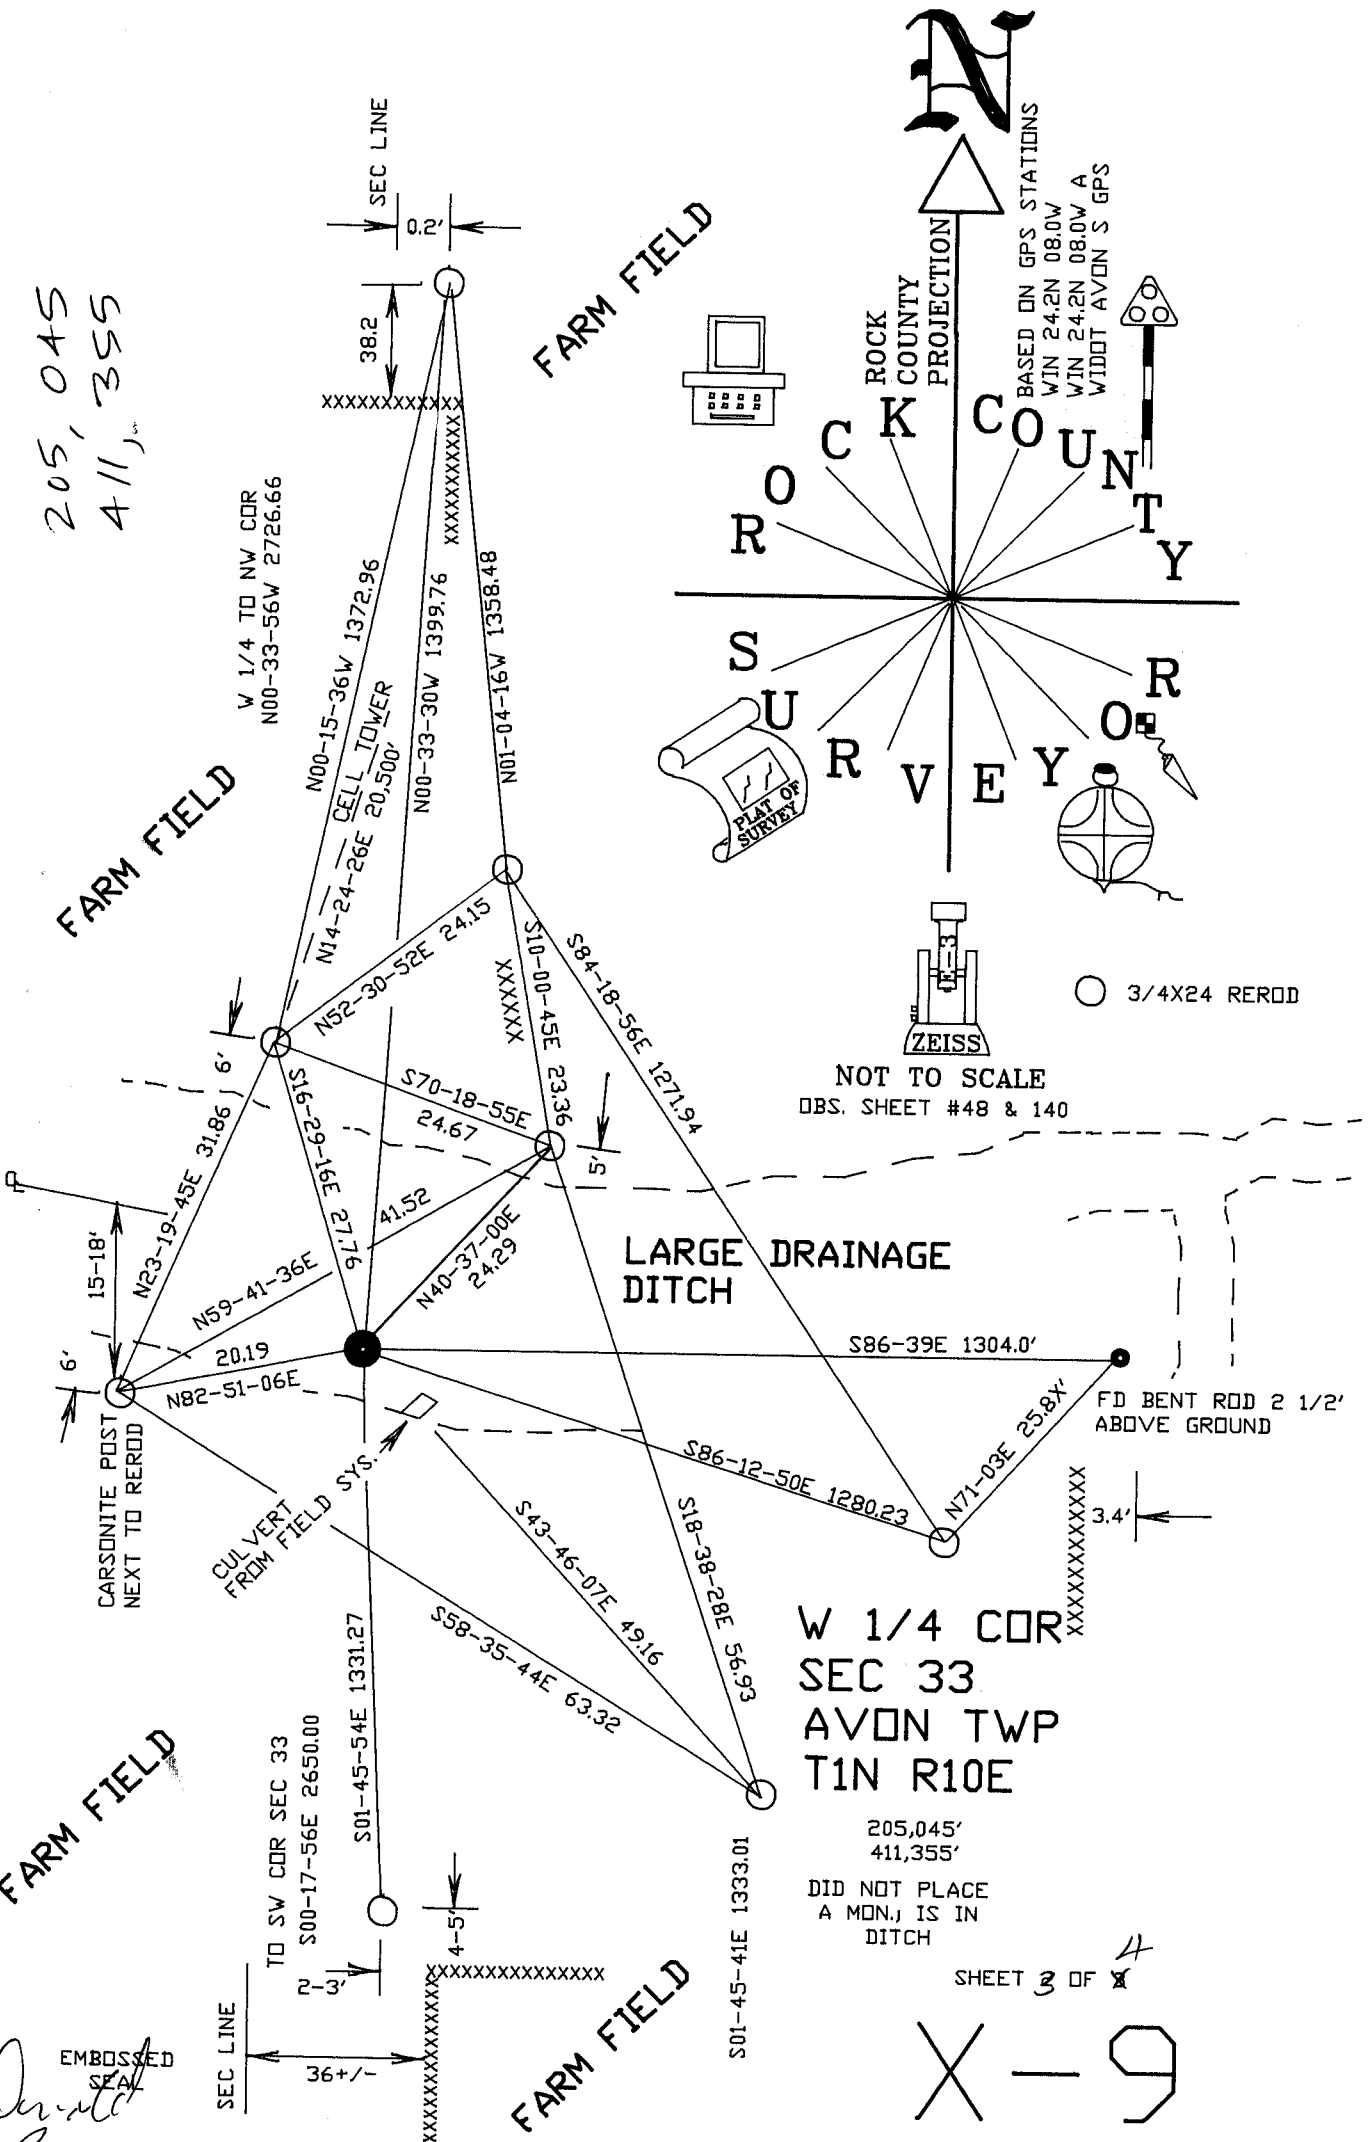 N
SEC LINE
0.2'
38.2
205, 045
411, 355
FARM FIELD
ROCK
COUNTY
PROJECTION
BASED ON GPS STATIONS
WIN 24.2N 08.0W
WIN 24.2N 08.0W A
WIDOT AVON S GPS
ROCK COUNTY
SURVEYOR
PLAT OF
SURVEY
XXXXXXXXXXXX
XXXXXXXXXXX
W 1/4 TO NW COR
N00-33-56W 2726.66
N00-15-36W 1372.96
CELL TOWER
N14-24-26E 20,500'
N00-33-30W 1399.76
N01-04-16W 1358.48
FARM FIELD
N52-30-52E 24.15
S10-00-45E 23.36
XXXXXXX
S84-18-56E 1271.94
T-3
ZEISS
3/4X24 REROD
NOT TO SCALE
OBS. SHEET #48 & 140
6'
S70-18-55E
24.67
S16-29-16E 27.76
N23-19-45E 31.86
5'
15-18'
N59-41-36E 41.52
N40-37-00E
24.29
LARGE DRAINAGE
DITCH
6'
20.19
N82-51-06E
S86-39E 1304.0'
FD BENT ROD 2 1/2'
ABOVE GROUND
CARSONITE POST
NEXT TO REROD
CULVERT
FROM FIELD SYS.
S86-12-50E 1280.23
N71-03E 25.8X'
3.4'
XXXXXXXXXXXXX
S43-46-07E 49.16
S18-38-28E 56.93
S58-35-44E 63.32
S01-45-54E 1331.27
W 1/4 COR
SEC 33
AVON TWP
T1N R10E
205,045'
411,355'
DID NOT PLACE
A MON.; IS IN
DITCH
FARM FIELD
TO SW COR SEC 33
S00-17-56E 2650.00
4-5'
2-3'
XXXXXXXXXXXXXXXXX
XXXXXXXXXXXXXXXX
S01-45-41E 1333.01
SEC LINE
36+/-
FARM FIELD
EMBOSSED
SEAL
SHEET 3 OF 4
X-9